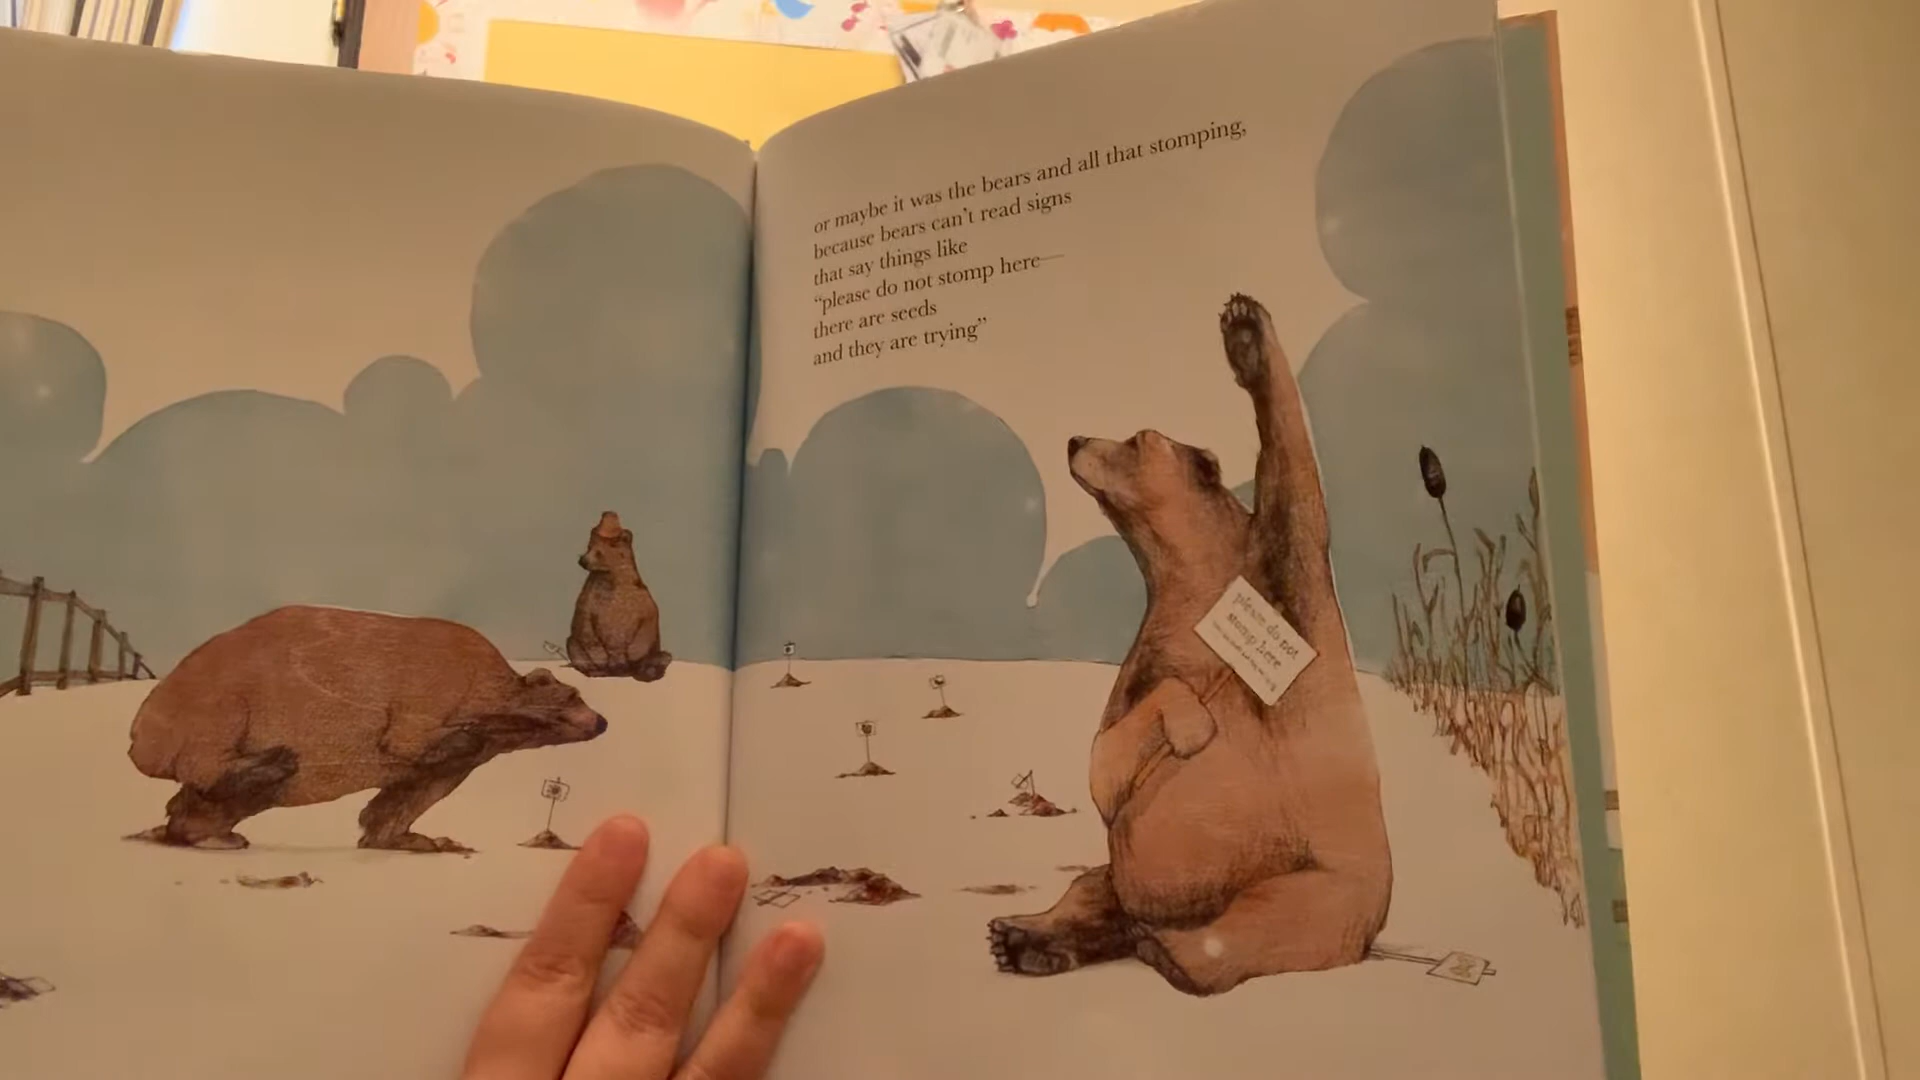 or maybe it was the bears and all that stomping,
because bears can't read signs
that say things like
“please do not stomp here—
there are seeds
and they are trying”
please do not
stomp here